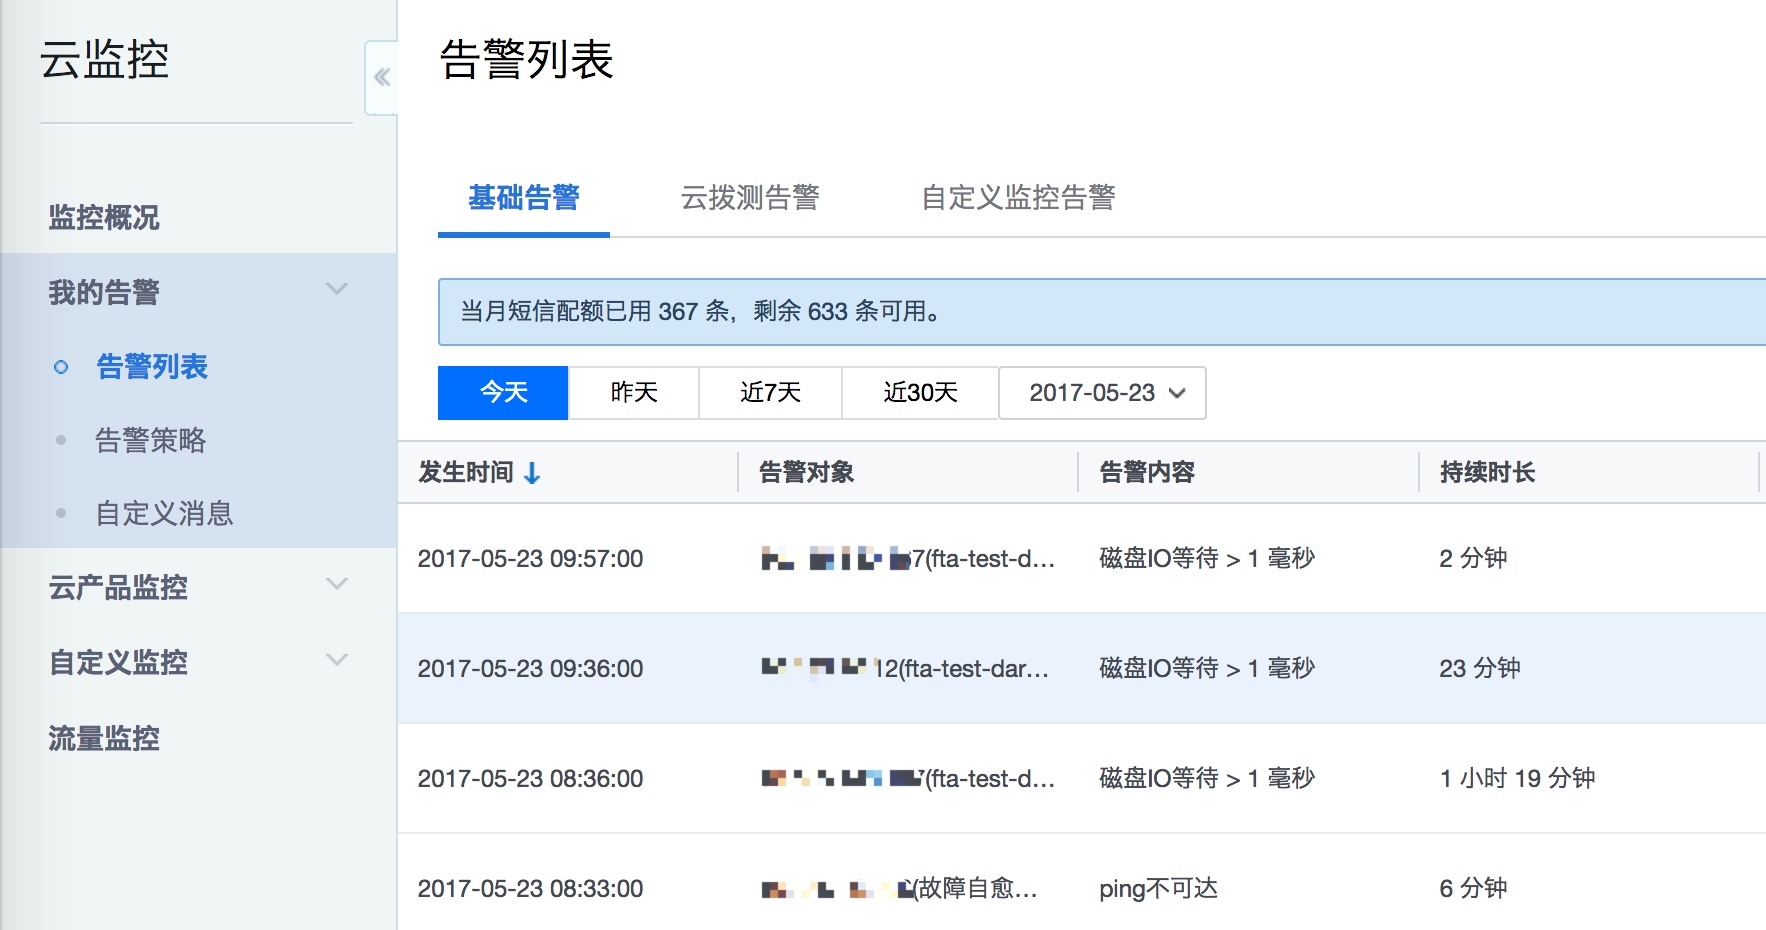 云监控
监控概况
我的告警
告警列表
告警策略
自定义消息
云产品监控
自定义监控
流量监控
告警列表
基础告警 云拨测告警 自定义监控告警
当月短信配额已用 367 条，剩余 633 条可用。
今天 昨天 近7天 近30天 2017-05-23
发生时间 告警对象 告警内容 持续时长
2017-05-23 09:57:00 7(fta-test-d... 磁盘IO等待 > 1 毫秒 2 分钟
2017-05-23 09:36:00 12(fta-test-dar... 磁盘IO等待 > 1 毫秒 23 分钟
2017-05-23 08:36:00 (fta-test-d... 磁盘IO等待 > 1 毫秒 1 小时 19 分钟
2017-05-23 08:33:00 (故障自愈... ping不可达 6 分钟